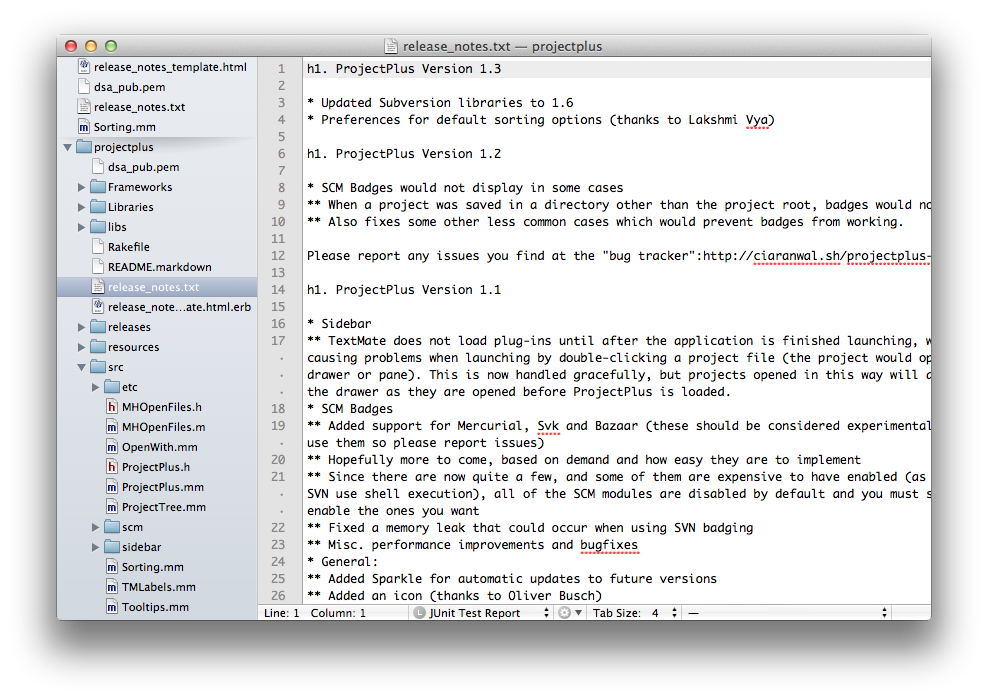 release_notes.txt — projectplus
release_notes_template.html
dsa_pub.pem
release_notes.txt
Sorting.mm
projectplus
dsa_pub.pem
Frameworks
Libraries
libs
Rakefile
README.markdown
release_notes.txt
release_note...ate.html.erb
releases
resources
src
etc
h MHOpenFiles.h
m MHOpenFiles.m
m OpenWith.mm
h ProjectPlus.h
m ProjectPlus.mm
m ProjectTree.mm
scm
sidebar
m Sorting.mm
m TMLabels.mm
m Tooltips.mm
1 h1. ProjectPlus Version 1.3
2
3 * Updated Subversion libraries to 1.6
4 * Preferences for default sorting options (thanks to Lakshmi Vya)
5
6 h1. ProjectPlus Version 1.2
7
8 * SCM Badges would not display in some cases
9 ** When a project was saved in a directory other than the project root, badges would no
10 ** Also fixes some other less common cases which would prevent badges from working.
11
12 Please report any issues you find at the "bug tracker":http://ciaranwal.sh/projectplus-
13
14 h1. ProjectPlus Version 1.1
15
16 * Sidebar
17 ** TextMate does not load plug-ins until after the application is finished launching, w
causing problems when launching by double-clicking a project file (the project would op
drawer or pane). This is now handled gracefully, but projects opened in this way will a
the drawer as they are opened before ProjectPlus is loaded.
18 * SCM Badges
19 ** Added support for Mercurial, Svk and Bazaar (these should be considered experimental
use them so please report issues)
20 ** Hopefully more to come, based on demand and how easy they are to implement
21 ** Since there are now quite a few, and some of them are expensive to have enabled (as
SVN use shell execution), all of the SCM modules are disabled by default and you must s
enable the ones you want
22 ** Fixed a memory leak that could occur when using SVN badging
23 ** Misc. performance improvements and bugfixes
24 * General:
25 ** Added Sparkle for automatic updates to future versions
26 ** Added an icon (thanks to Oliver Busch)
Line: 1 Column: 1 L JUnit Test Report Tab Size: 4 —